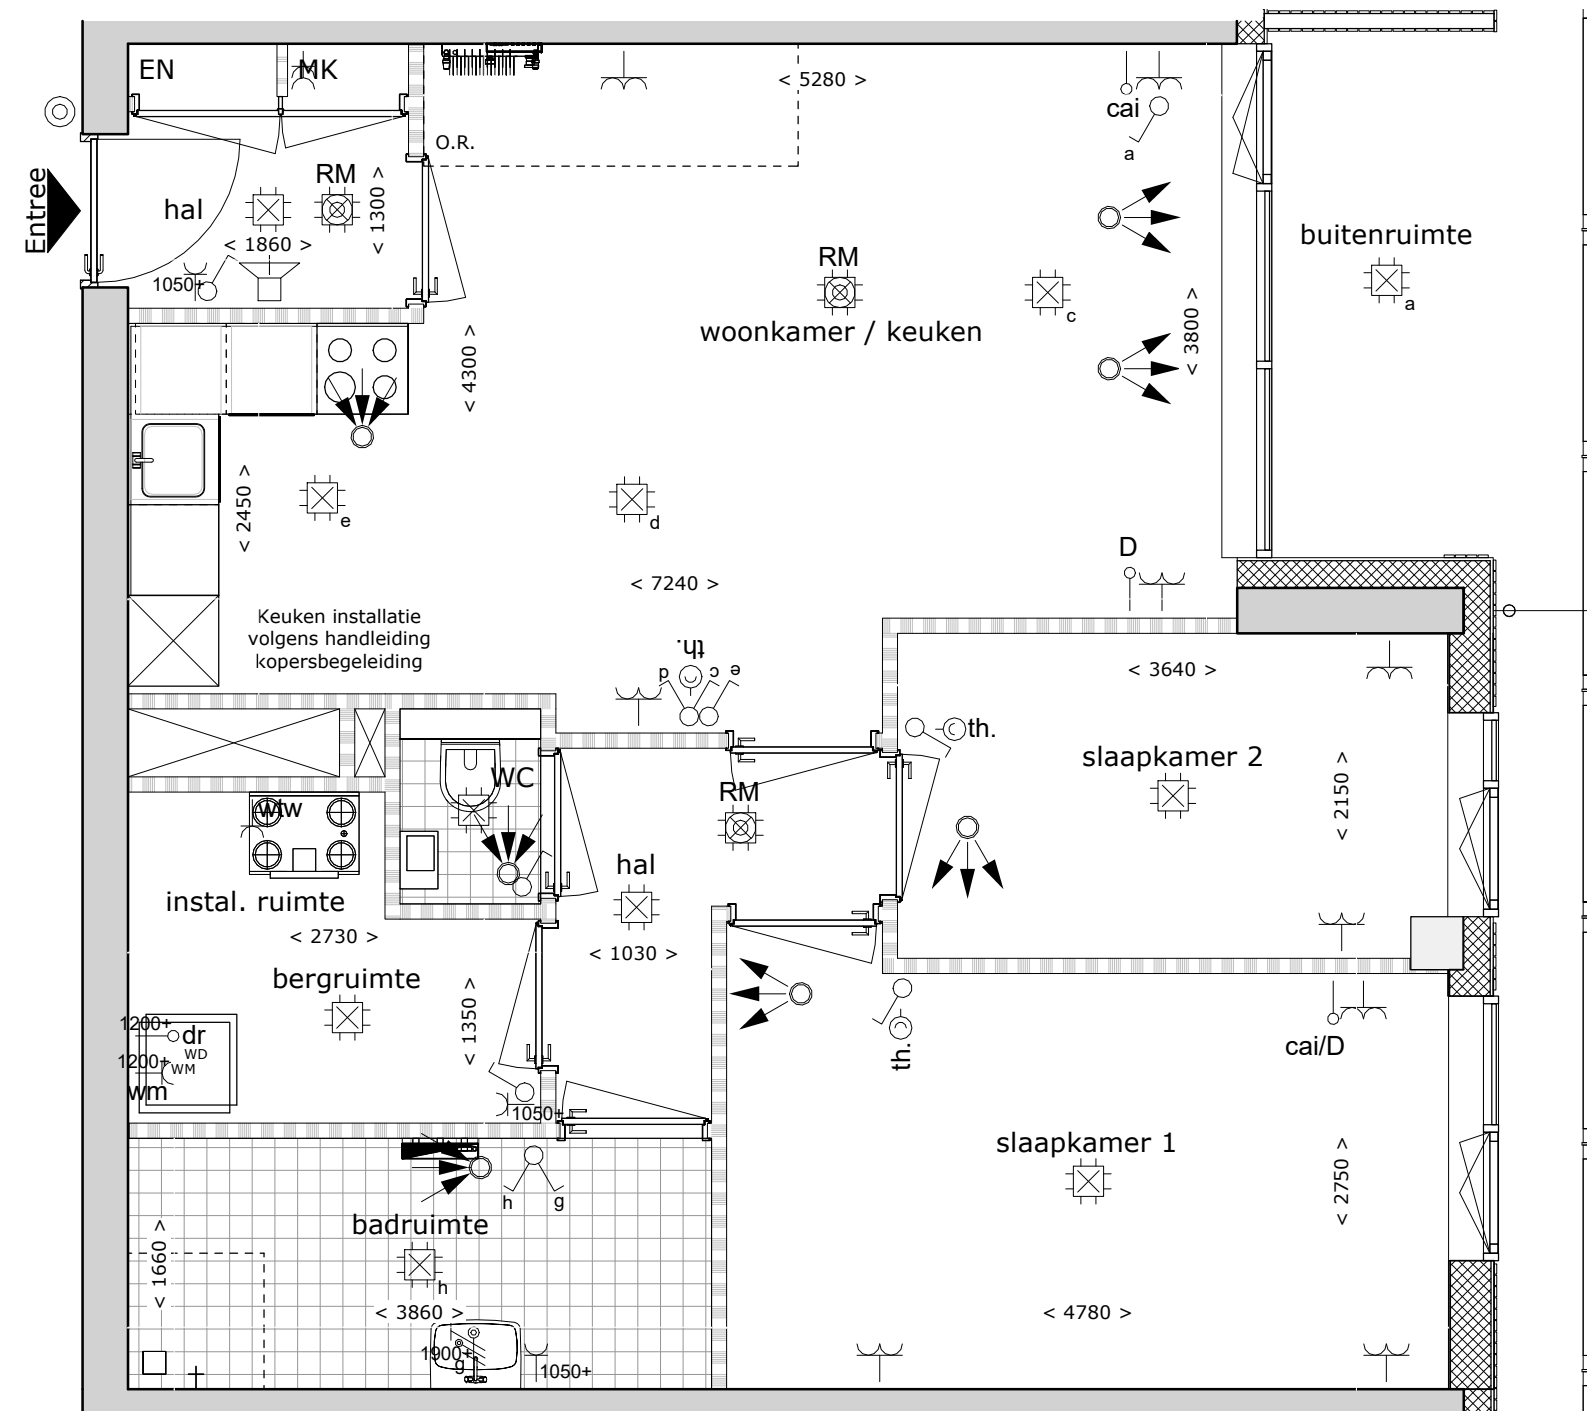 EN
MK
< 5280 >
cai
a
O.R.
Entree
hal
RM
< 1300 >
< 1860 >
1050+
RM
c
woonkamer / keuken
< 3800 >
buitenruimte
a
< 4300 >
< 2450 >
e
d
D
< 7240 >
Keuken installatie
volgens handleiding
kopersbegeleiding
th.
d
c
e
< 3640 >
th.
slaapkamer 2
< 2150 >
WC
wtw
RM
hal
instal. ruimte
< 2730 >
< 1030 >
bergruimte
< 1350 >
1200+
dr
WD
1200+
WM
wm
1050+
th.
cai/D
slaapkamer 1
< 2750 >
h
g
badruimte
< 1660 >
h
< 3860 >
< 4780 >
1900+
g
1050+